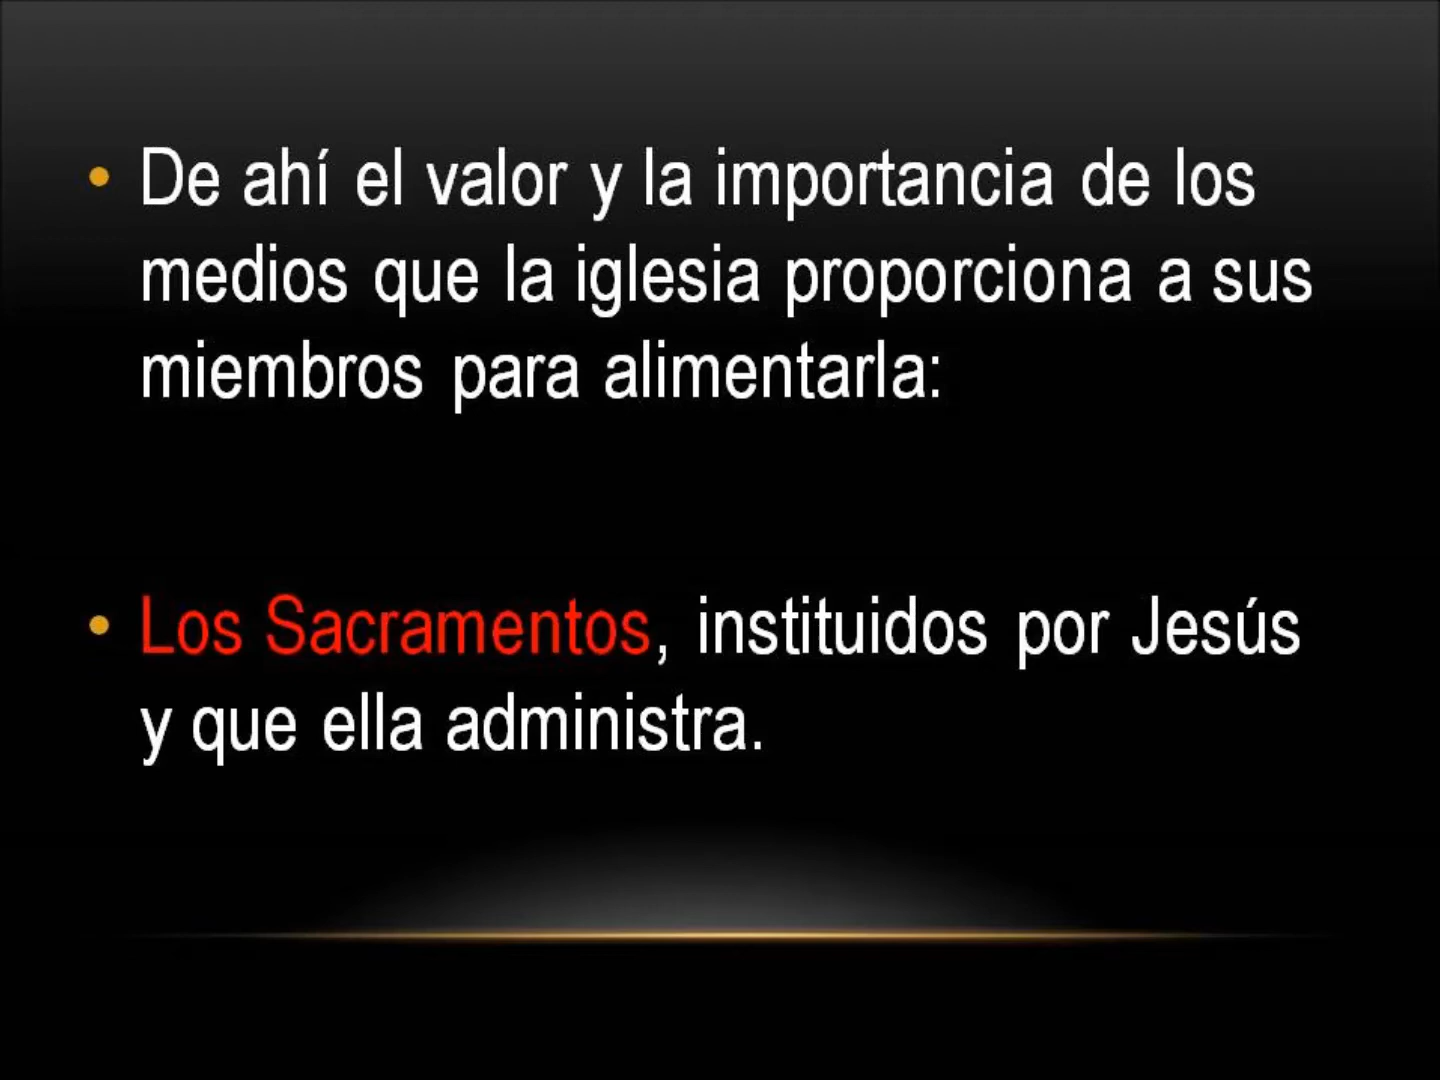 • De ahí el valor y la importancia de los
medios que la iglesia proporciona a sus
miembros para alimentarla:
• Los Sacramentos, instituidos por Jesús
y que ella administra.